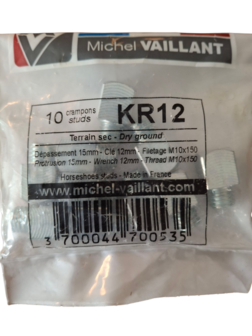 Michel VAILLANT
10 crampons studs KR12
Terrain sec - Dry ground
Dépassement 15mm - Clé 12mm - Filetage M10x150
Protrusion 15mm - Wrench 12mm - Thread M10x150
Horseshoes studs - Made in France
www.michel-vaillant.com
3 700044 700535